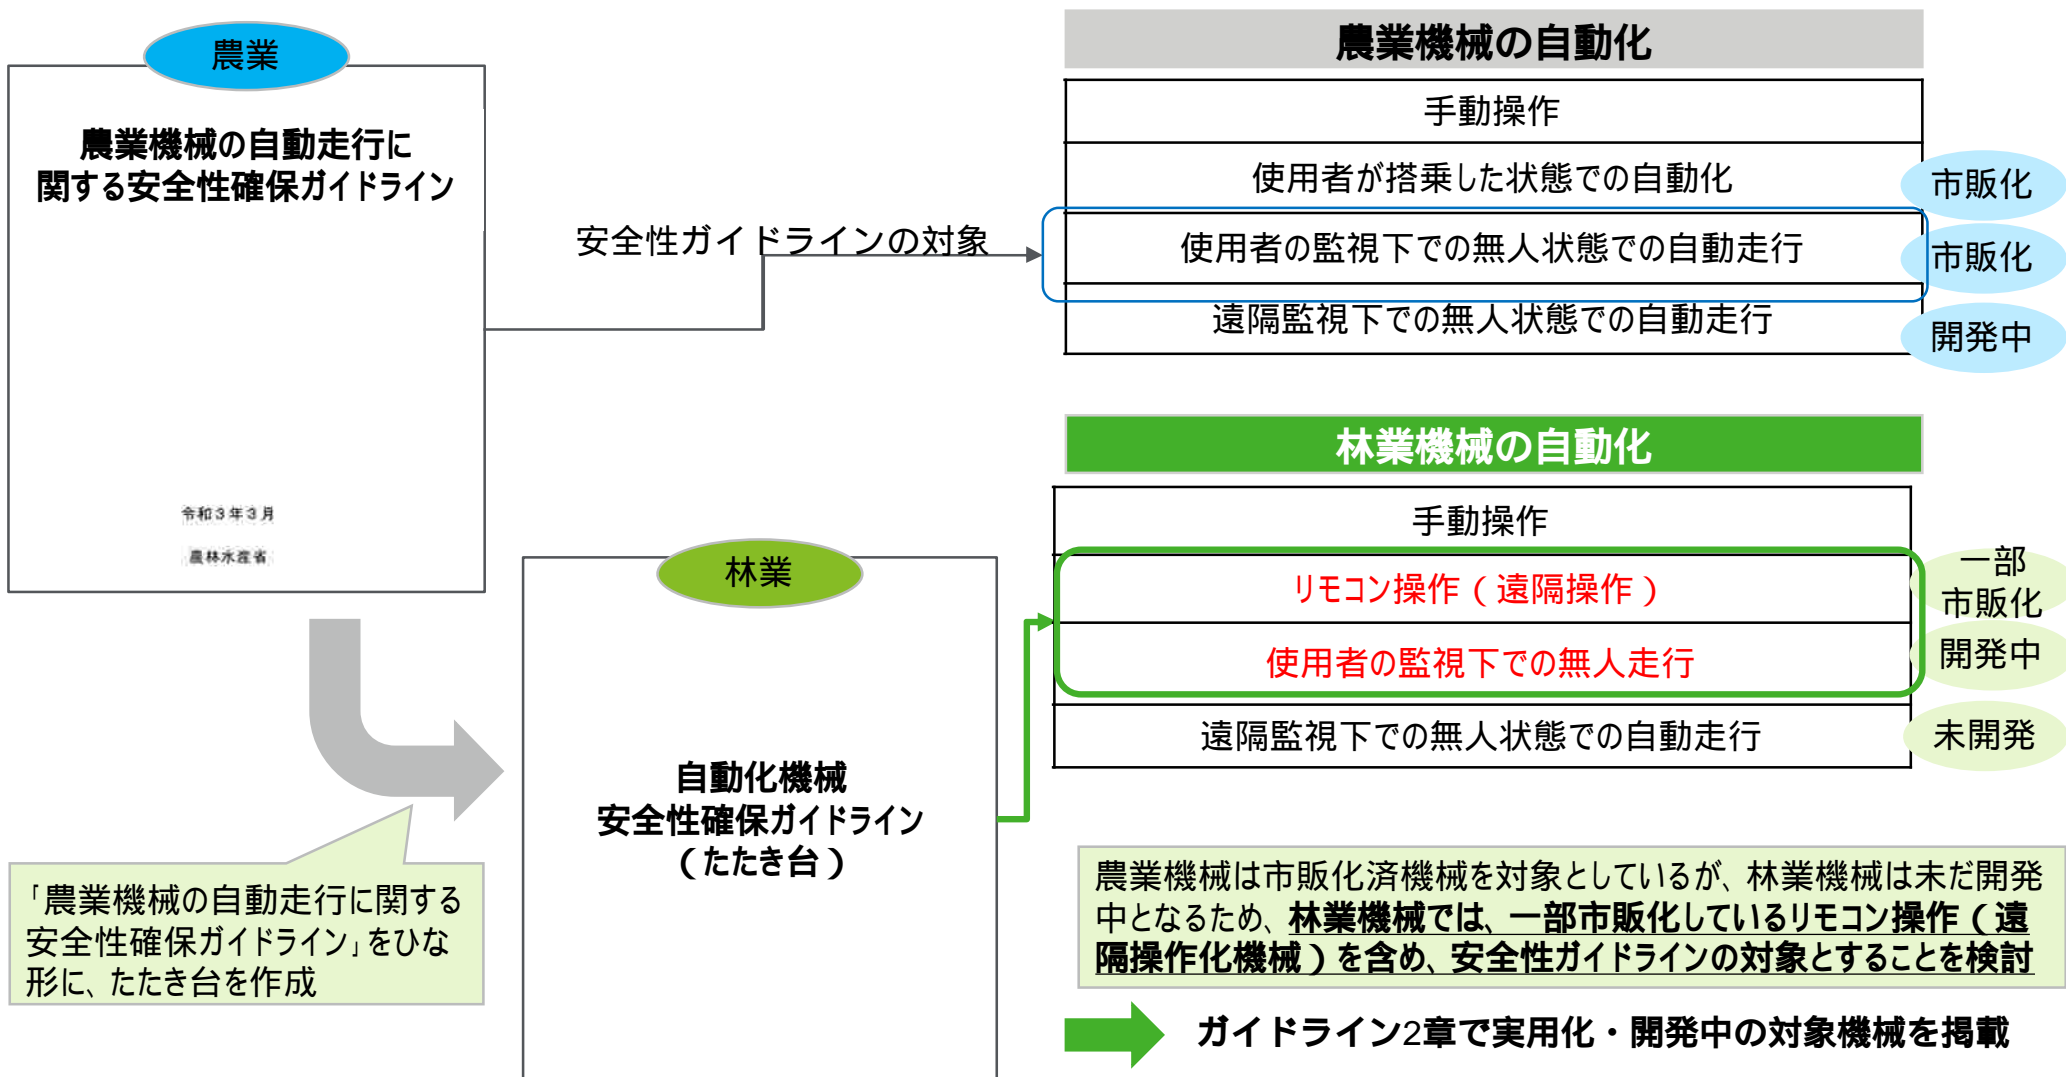 農業
農業機械の自動走行に
関する安全性確保ガイドライン
令和3年3月
農林水産省
安全性ガイドラインの対象
農業機械の自動化
手動操作
使用者が搭乗した状態での自動化
市販化
使用者の監視下での無人状態での自動走行
市販化
遠隔監視下での無人状態での自動走行
開発中
林業機械の自動化
手動操作
リモコン操作(遠隔操作)
一部
市販化
使用者の監視下での無人走行
開発中
遠隔監視下での無人状態での自動走行
未開発
林業
自動化機械
安全性確保ガイドライン
(たたき台)
「農業機械の自動走行に関する
安全性確保ガイドライン」をひな
形に、たたき台を作成
農業機械は市販化済機械を対象としているが、林業機械は未だ開発
中となるため、林業機械では、一部市販化しているリモコン操作(遠
隔操作化機械)を含め、安全性ガイドラインの対象とすることを検討
ガイドライン2章で実用化・開発中の対象機械を掲載